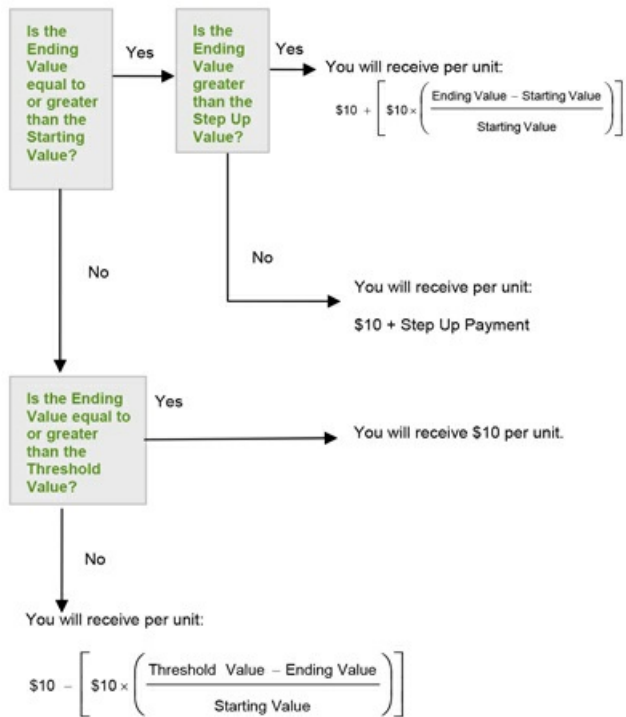 Is the
Ending
Value
equal to
or greater
than the
Starting
Value?
Yes
Is the
Ending
Value
greater
than the
Step Up
Value?
Yes
You will receive per unit:
$10 + [ $10 × ( Ending Value – Starting Value
Starting Value ) ]
No
No
You will receive per unit:
$10 + Step Up Payment
Is the Ending
Value equal to
or greater
than the
Threshold
Value?
Yes
You will receive $10 per unit.
No
You will receive per unit:
$10 – [ $10 × ( Threshold Value – Ending Value
Starting Value ) ]